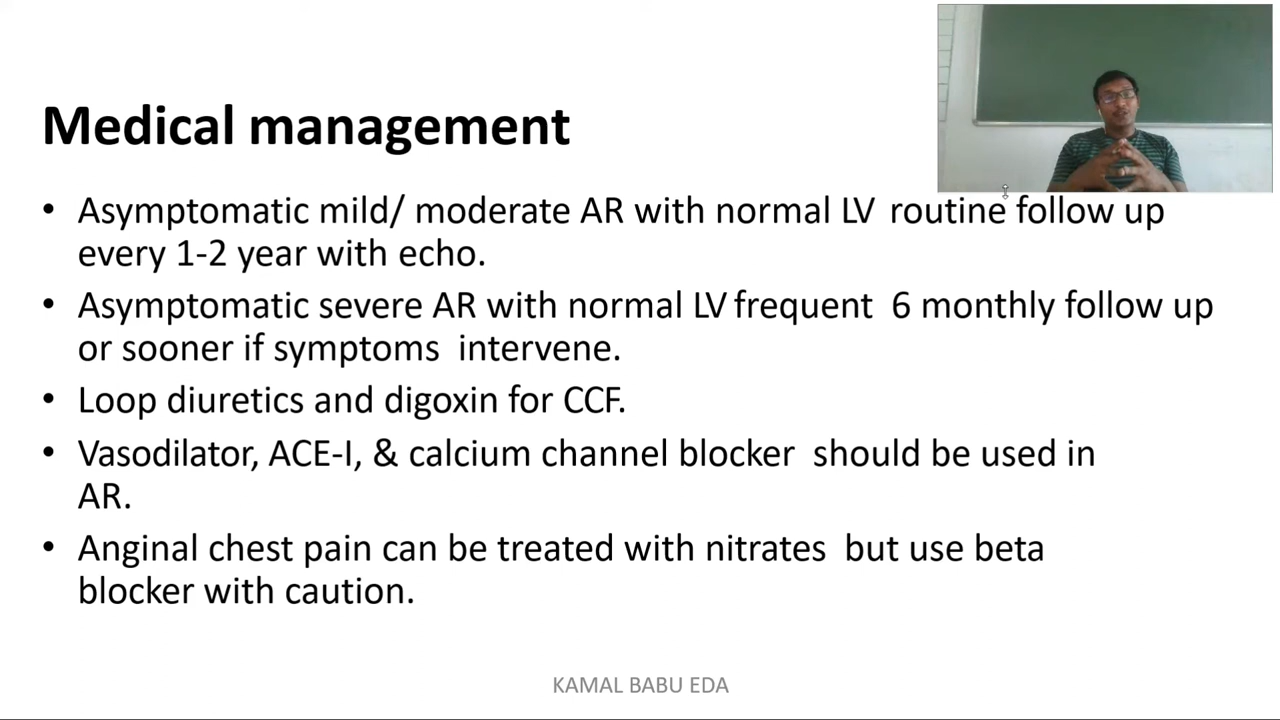 Medical management
• Asymptomatic mild/ moderate AR with normal LV routine follow up
every 1-2 year with echo.
• Asymptomatic severe AR with normal LV frequent 6 monthly follow up
or sooner if symptoms intervene.
• Loop diuretics and digoxin for CCF.
• Vasodilator, ACE-I, & calcium channel blocker should be used in
AR.
• Anginal chest pain can be treated with nitrates but use beta
blocker with caution.
KAMAL BABU EDA